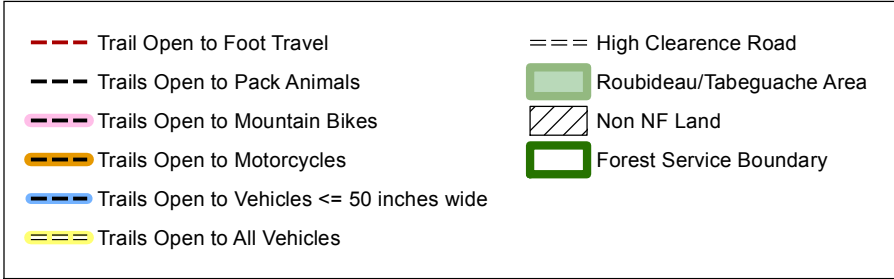 Trail Open to Foot Travel
Trails Open to Pack Animals
Trails Open to Mountain Bikes
Trails Open to Motorcycles
Trails Open to Vehicles <= 50 inches wide
Trails Open to All Vehicles
High Clearence Road
Roubideau/Tabeguache Area
Non NF Land
Forest Service Boundary